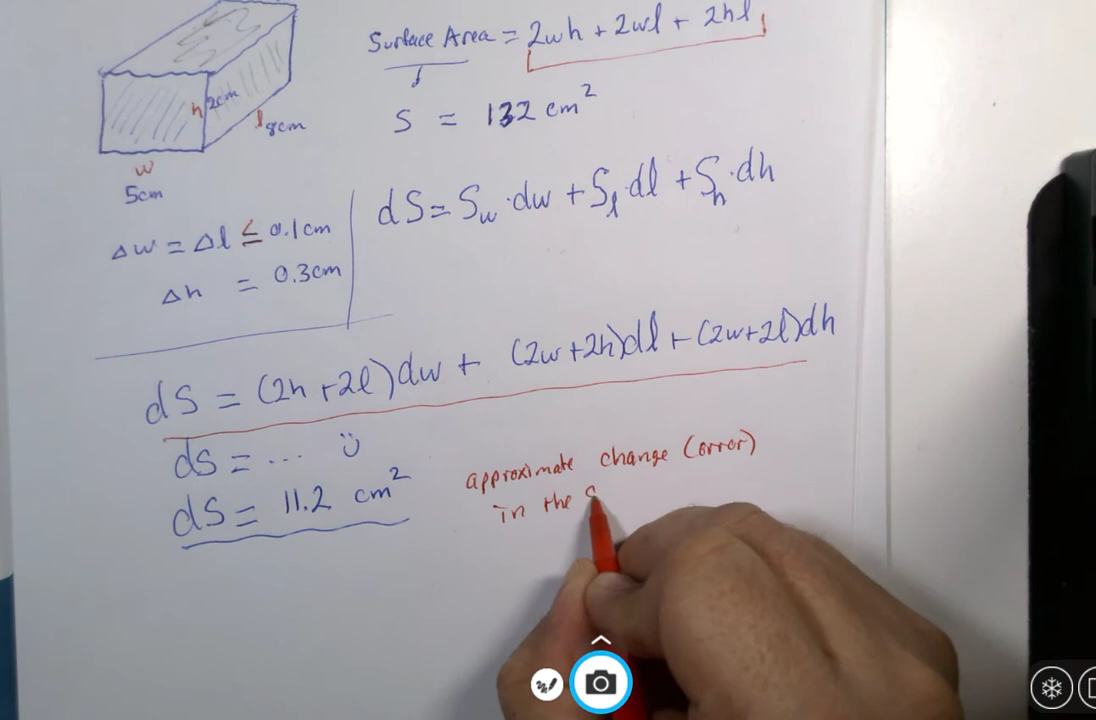 Surface Area = 2wh + 2wl + 2hl
S = 132 cm²
h 2cm
l 8cm
w
5cm
Δw = Δl ≤ 0.1cm
Δh = 0.3cm
dS = S_w · dw + S_l · dl + S_h · dh
dS = (2h + 2l) dw + (2w + 2h) dl + (2w + 2l) dh
ds = ... ü
dS = 11.2 cm²
approximate change (error)
in the